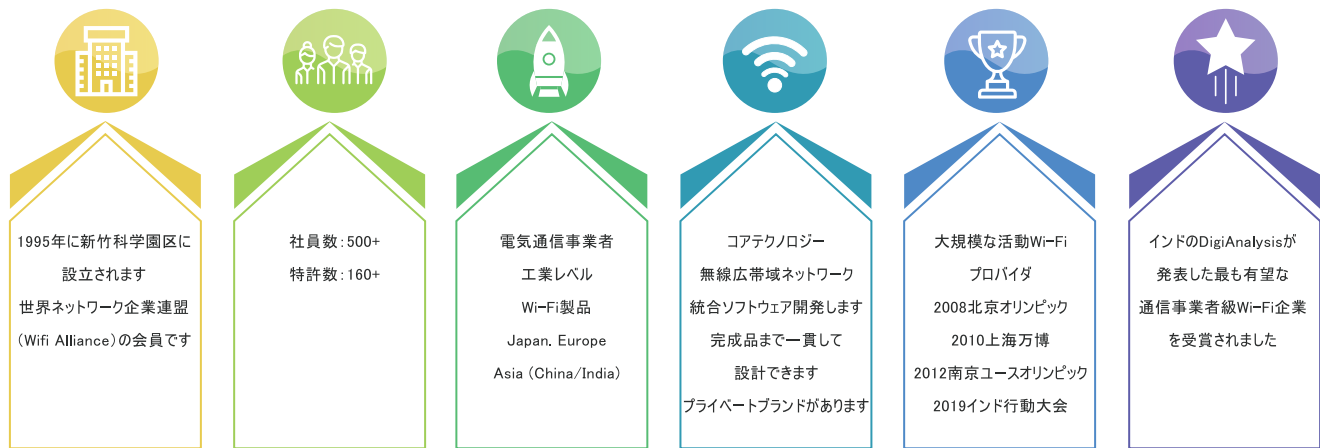 1995年に新竹科学園区に
設立されます
世界ネットワーク企業連盟
(Wifi Alliance)の会員です
社員数:500+
特許数:160+
電気通信事業者
工業レベル
Wi-Fi製品
Japan. Europe
Asia (China/India)
コアテクノロジー
無線広帯域ネットワーク
統合ソフトウェア開発します
完成品まで一貫して
設計できます
プライベートブランドがあります
大規模な活動Wi-Fi
プロバイダ
2008北京オリンピック
2010上海万博
2012南京ユースオリンピック
2019インド行動大会
インドのDigiAnalysisが
発表した最も有望な
通信事業者級Wi-Fi企業
を受賞されました